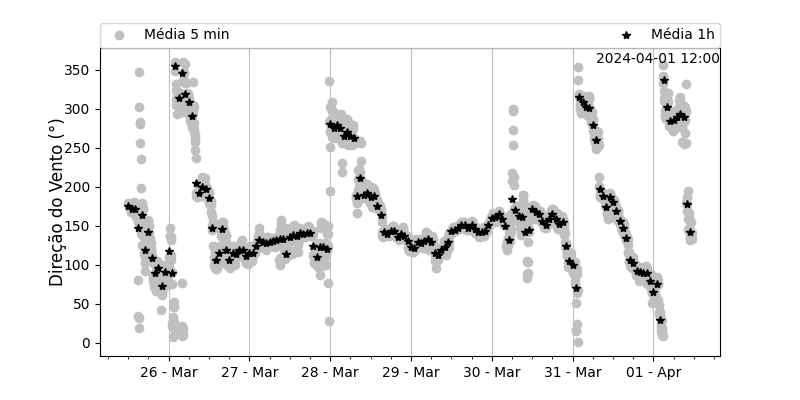 Média 5 min
Média 1h
2024-04-01 12:00
Direção do Vento (°)
350
300
250
200
150
100
50
0
26 - Mar
27 - Mar
28 - Mar
29 - Mar
30 - Mar
31 - Mar
01 - Apr